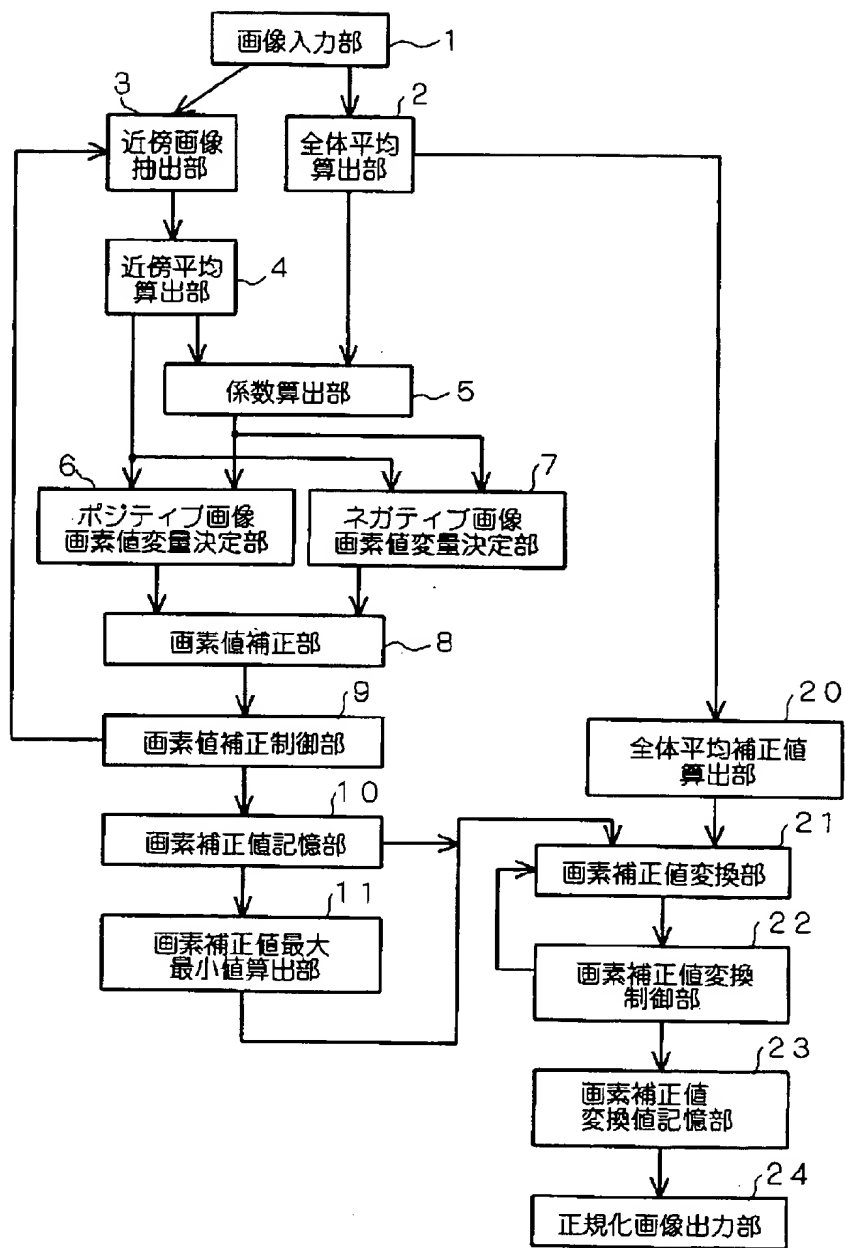 画像入力部
1
3
近傍画像
抽出部
2
全体平均
算出部
近傍平均
算出部
4
係数算出部
5
6
ポジティブ画像
画素値変量決定部
7
ネガティブ画像
画素値変量決定部
画素値補正部
8
9
画素値補正制御部
20
全体平均補正値
算出部
10
画素補正値記憶部
21
画素補正値変換部
11
画素補正値最大
最小値算出部
22
画素補正値変換
制御部
23
画素補正値
変換値記憶部
24
正規化画像出力部